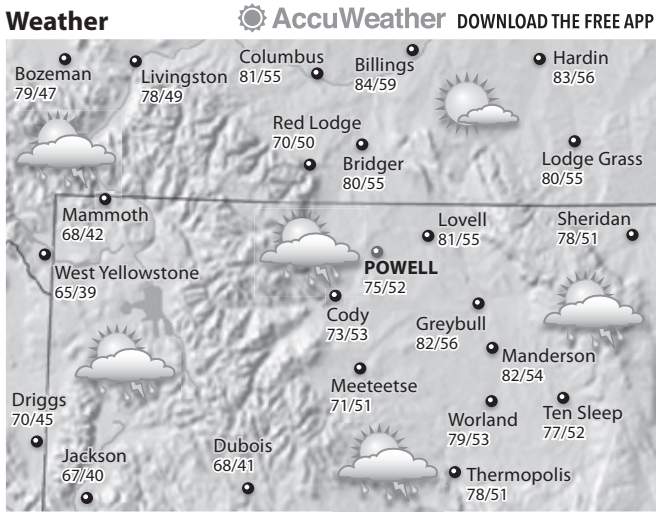 Weather
AccuWeather DOWNLOAD THE FREE APP
Bozeman
79/47
Livingston
78/49
Columbus
81/55
Billings
84/59
Hardin
83/56
Red Lodge
70/50
Bridger
80/55
Lodge Grass
80/55
Mammoth
68/42
Lovell
81/55
Sheridan
78/51
West Yellowstone
65/39
POWELL
75/52
Cody
73/53
Greybull
82/56
Manderson
82/54
Meeteetse
71/51
Driggs
70/45
Worland
79/53
Ten Sleep
77/52
Jackson
67/40
Dubois
68/41
Thermopolis
78/51